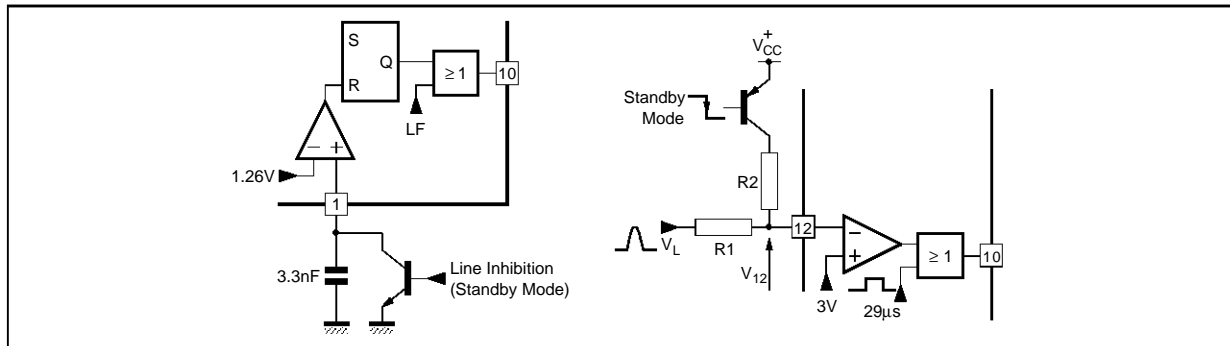 S
Q
R
≥ 1
10
LF
− +
1.26V
1
3.3nF
Line Inhibition
(Standby Mode)
V+CC
Standby
Mode
R2
12
VL
R1
V12
−
+
≥ 1
10
3V
29µs